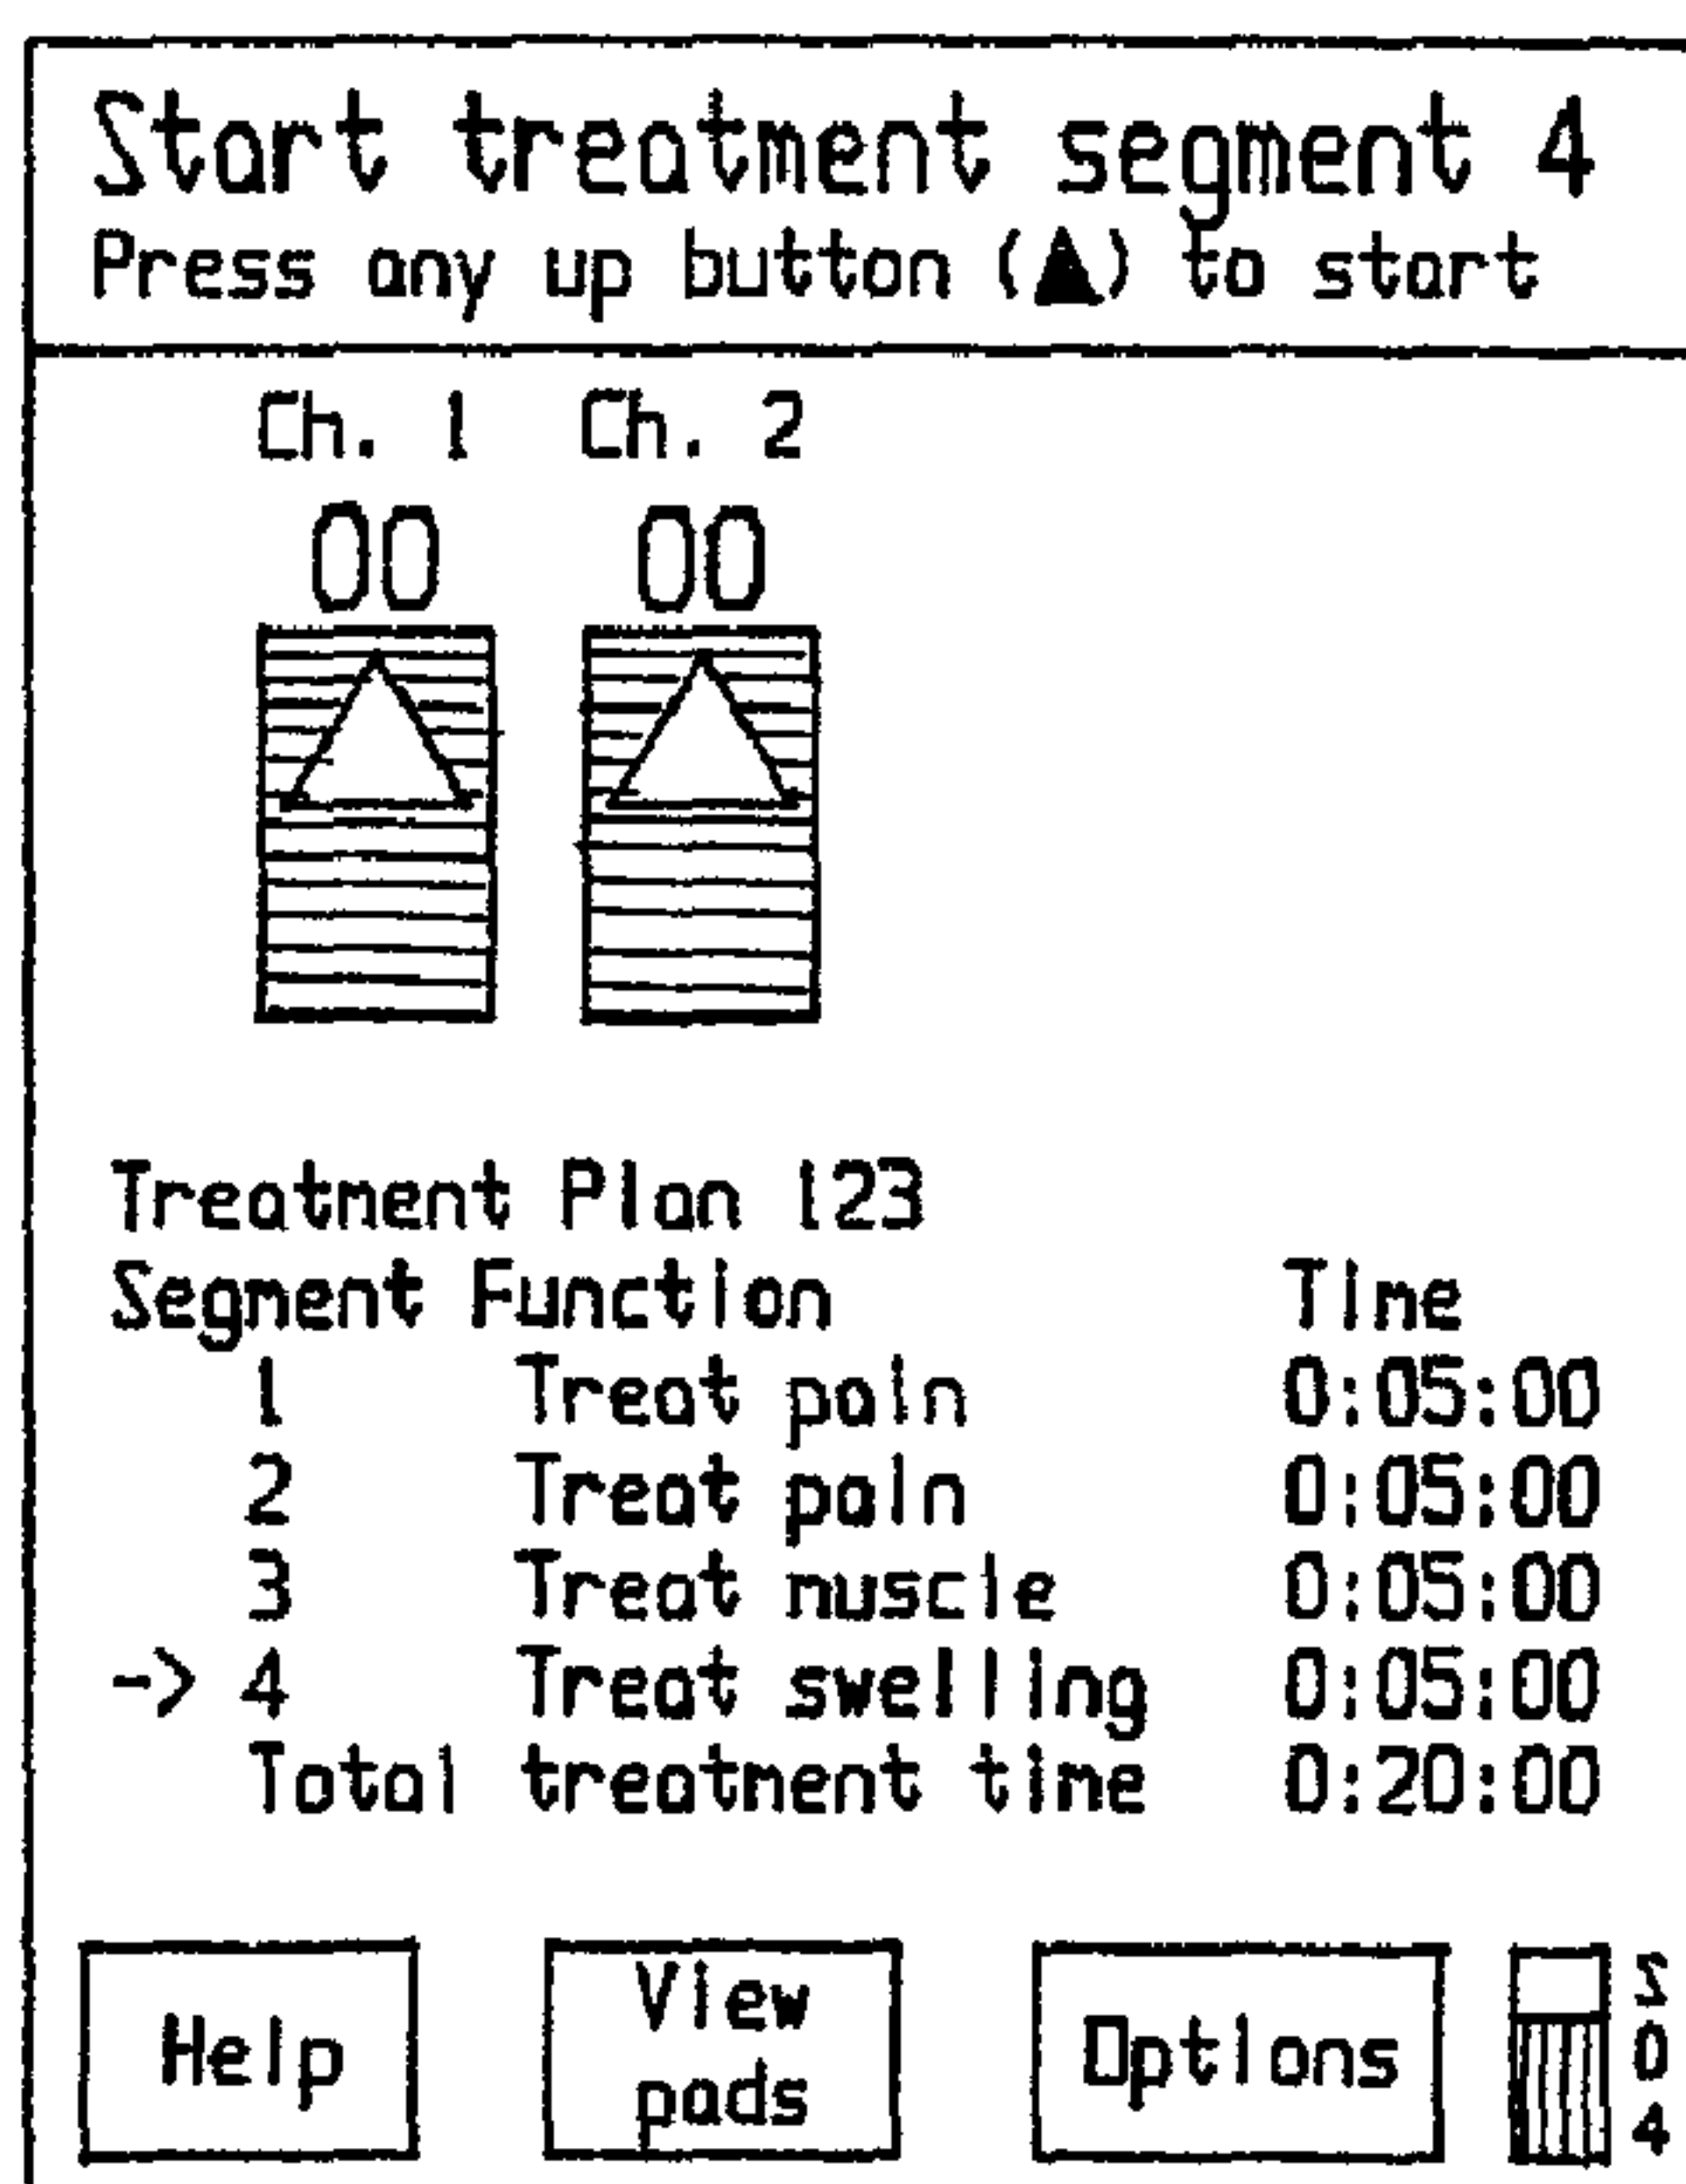 Start treatment segment 4
Press any up button (▲) to start
Ch. 1 Ch. 2
00 00
Treatment Plan 123
Segment Function Time
1 Treat pain 0:05:00
2 Treat pain 0:05:00
3 Treat muscle 0:05:00
-> 4 Treat swelling 0:05:00
Total treatment time 0:20:00
Help
View
pads
Options
S
0
4